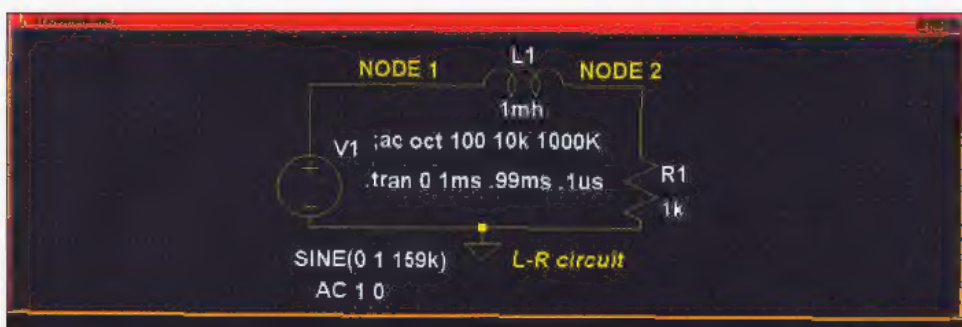 L1
NODE 1
NODE 2
1mh
;ac oct 100 10k 1000K
V1
.tran 0 1ms .99ms .1us
R1
1k
SINE(0 1 159k)
L-R circuit
AC 1 0